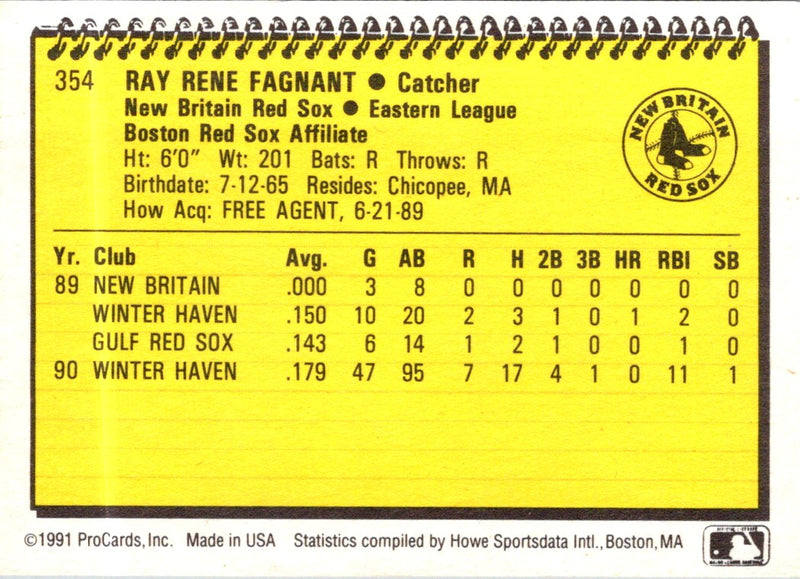 354 RAY RENE FAGNANT ● Catcher
New Britain Red Sox ● Eastern League
Boston Red Sox Affiliate
Ht: 6'0" Wt: 201 Bats: R Throws: R
Birthdate: 7-12-65 Resides: Chicopee, MA
How Acq: FREE AGENT, 6-21-89
NEW BRITAIN
RED SOX
Yr. Club Avg. G AB R H 2B 3B HR RBI SB
89 NEW BRITAIN .000 3 8 0 0 0 0 0 0 0
WINTER HAVEN .150 10 20 2 3 1 0 1 2 0
GULF RED SOX .143 6 14 1 2 1 0 0 1 0
90 WINTER HAVEN .179 47 95 7 17 4 1 0 11 1
©1991 ProCards, Inc. Made in USA Statistics compiled by Howe Sportsdata Intl., Boston, MA